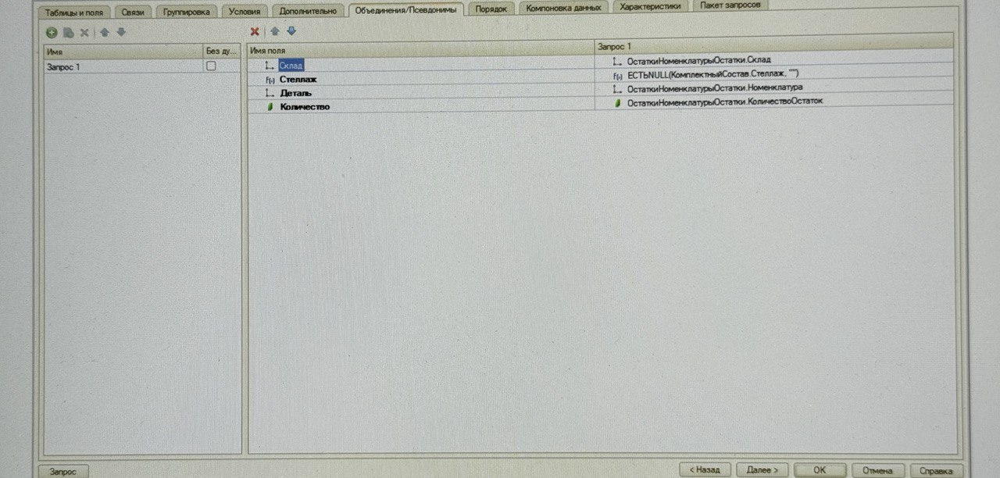 Таблицы и поля Связи Группировка Условия Дополнительно Объединения/Псевдонимы Порядок Компоновка данных Характеристики Пакет запросов
Имя Без ду... Имя поля Запрос 1
Запрос 1 Склад ОстаткиНоменклатурыОстатки.Склад
Стеллаж ЕСТЬNULL(КомплектныйСостав.Стеллаж, "")
Деталь ОстаткиНоменклатурыОстатки.Номенклатура
Количество ОстаткиНоменклатурыОстатки.КоличествоОстаток
Запрос < Назад Далее > ОК Отмена Справка